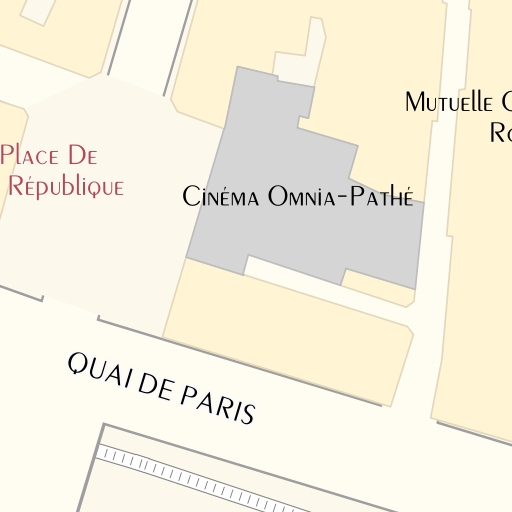 Mutuelle
Place De
République
Cinéma Omnia-Pathé
QUAI DE PARIS